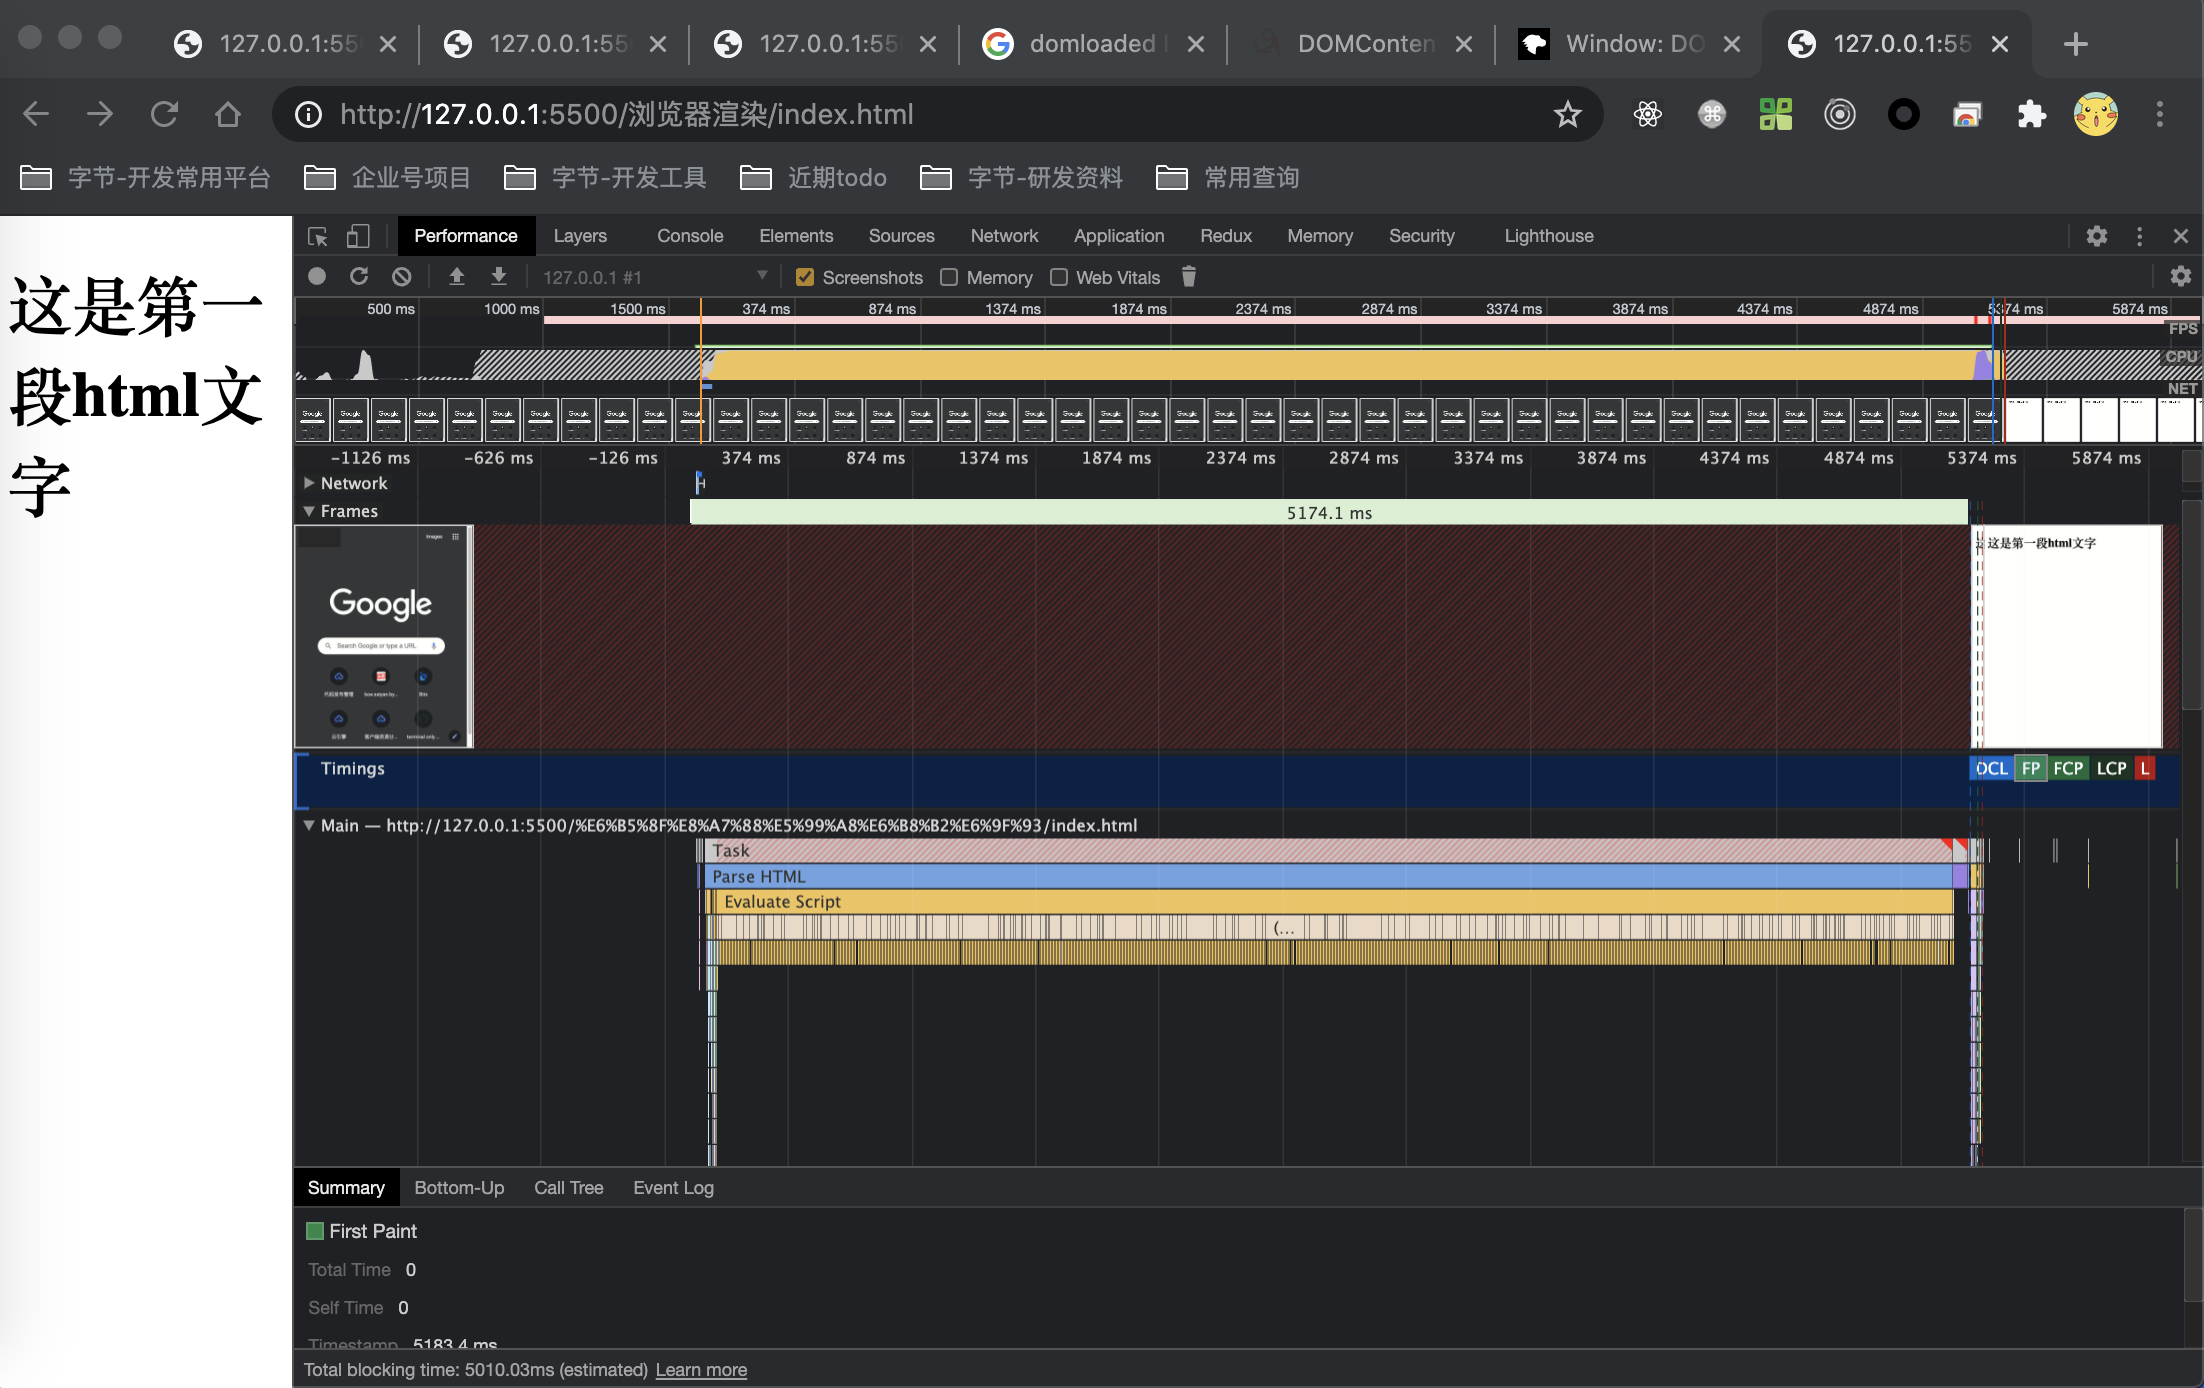 127.0.0.1:55
127.0.0.1:55
127.0.0.1:55
domloaded
DOMConten
Window: DO
127.0.0.1:55
http://127.0.0.1:5500/浏览器渲染/index.html
字节-开发常用平台
企业号项目
字节-开发工具
近期todo
字节-研发资料
常用查询
这是第一
段html文
字
Performance Layers Console Elements Sources Network Application Redux Memory Security Lighthouse
127.0.0.1 #1 Screenshots Memory Web Vitals
500 ms 1000 ms 1500 ms 374 ms 874 ms 1374 ms 1874 ms 2374 ms 2874 ms 3374 ms 3874 ms 4374 ms 4874 ms 5374 ms 5874 ms
FPS
CPU
NET
-1126 ms -626 ms -126 ms 374 ms 874 ms 1374 ms 1874 ms 2374 ms 2874 ms 3374 ms 3874 ms 4374 ms 4874 ms 5374 ms 5874 ms
Network
Frames
5174.1 ms
Images
Google
Search Google or type a URL
这是第一段html文字
Timings
DCL FP FCP LCP L
Main — http://127.0.0.1:5500/%E6%B5%8F%E8%A7%88%E5%99%A8%E6%B8%B2%E6%9F%93/index.html
Task
Parse HTML
Evaluate Script
(...
Summary Bottom-Up Call Tree Event Log
First Paint
Total Time 0
Self Time 0
Timestamp 5183.4 ms
Total blocking time: 5010.03ms (estimated) Learn more